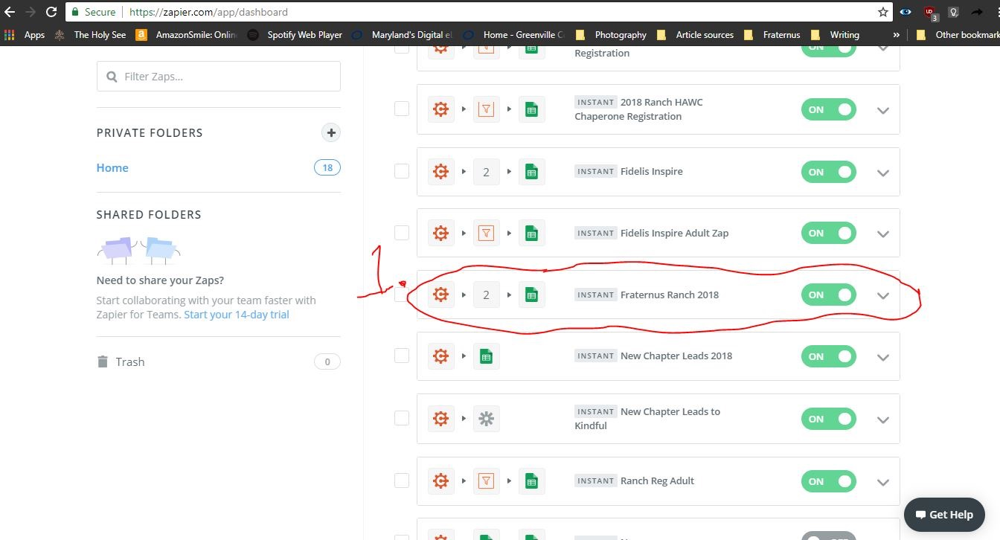 Secure
https://zapier.com/app/dashboard
UD
3
Apps
The Holy See
a
AmazonSmile: Onlin
Spotify Web Player
Maryland's Digital eL
Home - Greenville Co
Photography
Article sources
Fraternus
Writing
»
Other bookmark
Filter Zaps...
PRIVATE FOLDERS
+
Home
18
SHARED FOLDERS
Need to share your Zaps?
Start collaborating with your team faster with
Zapier for Teams. Start your 14-day trial
Trash
0
1.
Registration
ON
INSTANT 2018 Ranch HAWC
Chaperone Registration
ON
2
INSTANT Fidelis Inspire
ON
INSTANT Fidelis Inspire Adult Zap
ON
2
INSTANT Fraternus Ranch 2018
ON
INSTANT New Chapter Leads 2018
ON
INSTANT New Chapter Leads to
Kindful
ON
INSTANT Ranch Reg Adult
ON
Get Help